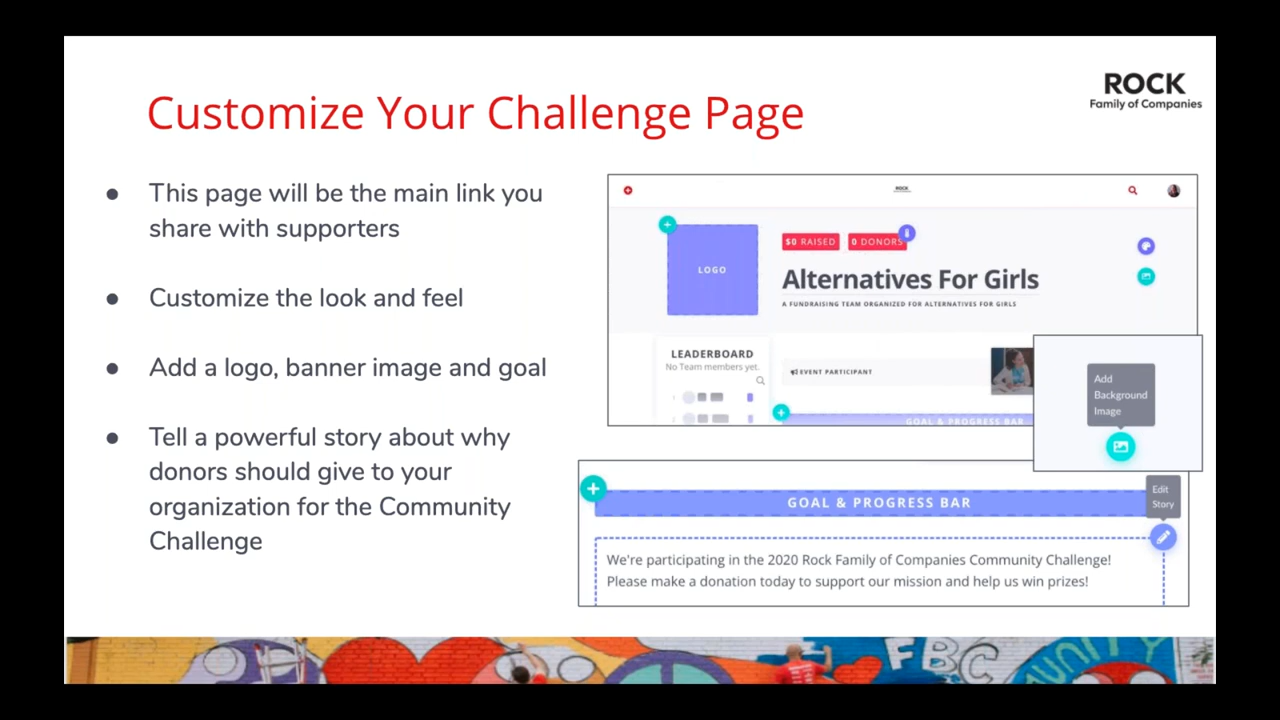 ROCK
Family of Companies
Customize Your Challenge Page
● This page will be the main link you
share with supporters
● Customize the look and feel
● Add a logo, banner image and goal
● Tell a powerful story about why
donors should give to your
organization for the Community
Challenge
ROCK
LOGO
$0 RAISED
0 DONORS
Alternatives For Girls
A FUNDRAISING TEAM ORGANIZED FOR ALTERNATIVES FOR GIRLS
LEADERBOARD
No Team members yet.
EVENT PARTICIPANT
GOAL & PROGRESS BAR
Add
Background
Image
GOAL & PROGRESS BAR
Edit
Story
We're participating in the 2020 Rock Family of Companies Community Challenge!
Please make a donation today to support our mission and help us win prizes!
FBC